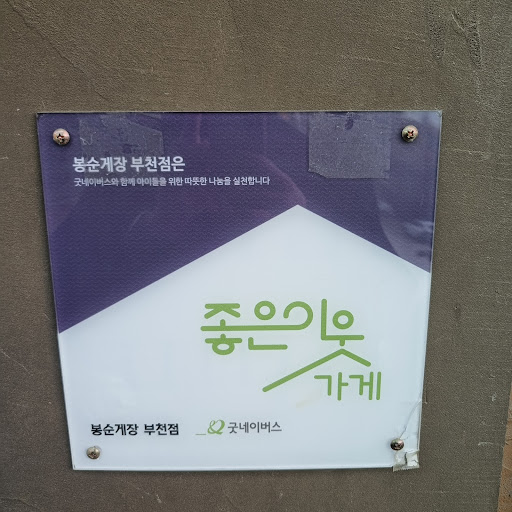 봉순게장 부천점은
굿네이버스와 함께 아이들을 위한 따뜻한 나눔을 실천합니다
좋은이웃
가게
봉순게장 부천점
굿네이버스